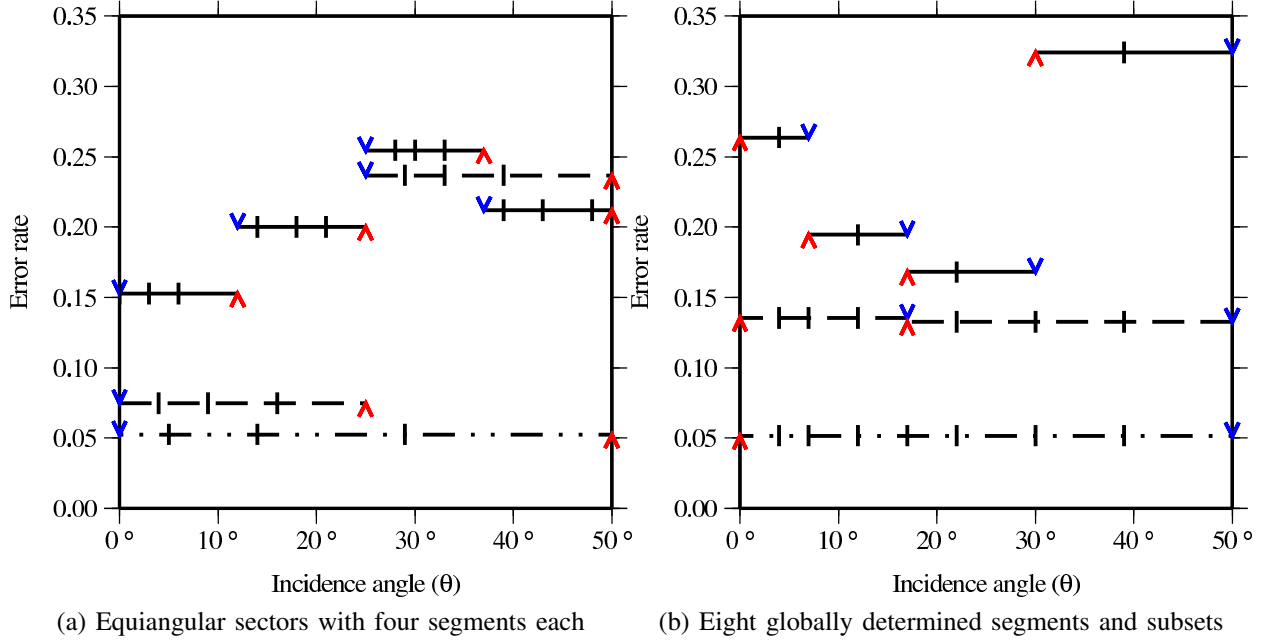 0.35
0.30
0.25
0.20
0.15
0.10
0.05
0.00
Error rate
0° 10° 20° 30° 40° 50°
Incidence angle (θ)
(a) Equiangular sectors with four segments each
0.35
0.30
0.25
0.20
0.15
0.10
0.05
0.00
Error rate
0° 10° 20° 30° 40° 50°
Incidence angle (θ)
(b) Eight globally determined segments and subsets